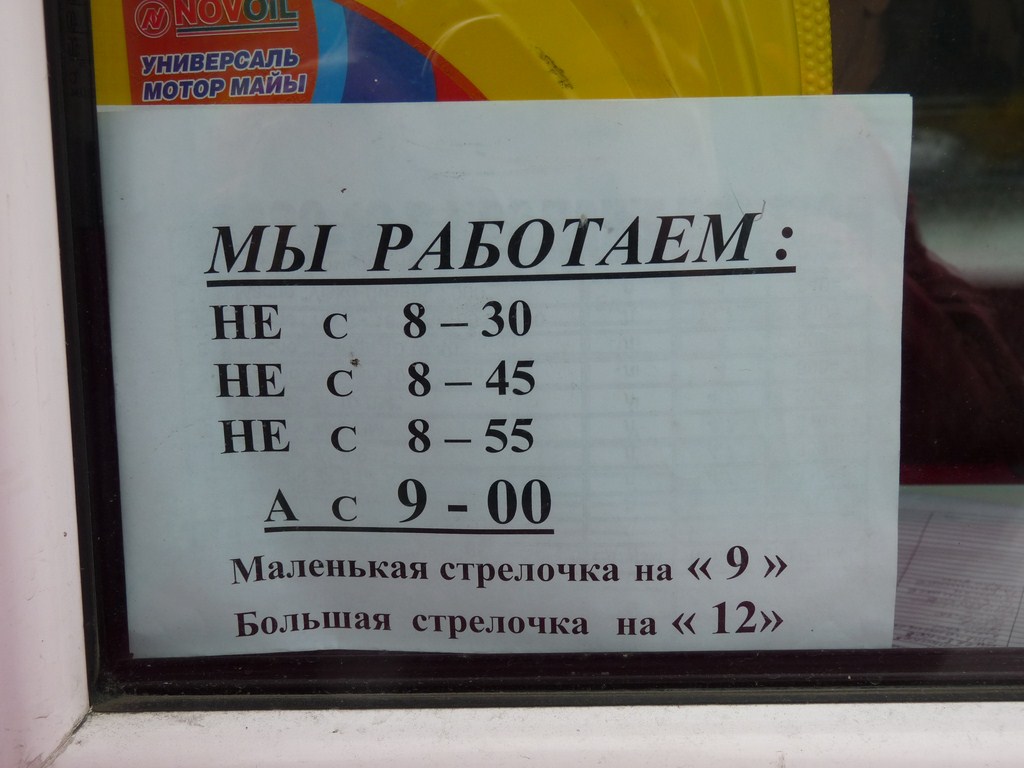 NOVOIL
УНИВЕРСАЛЬ
МОТОР МАЙЫ
МЫ РАБОТАЕМ :
НЕ С 8 – 30
НЕ С 8 – 45
НЕ С 8 – 55
А С 9 - 00
Маленькая стрелочка на « 9 »
Большая стрелочка на « 12»